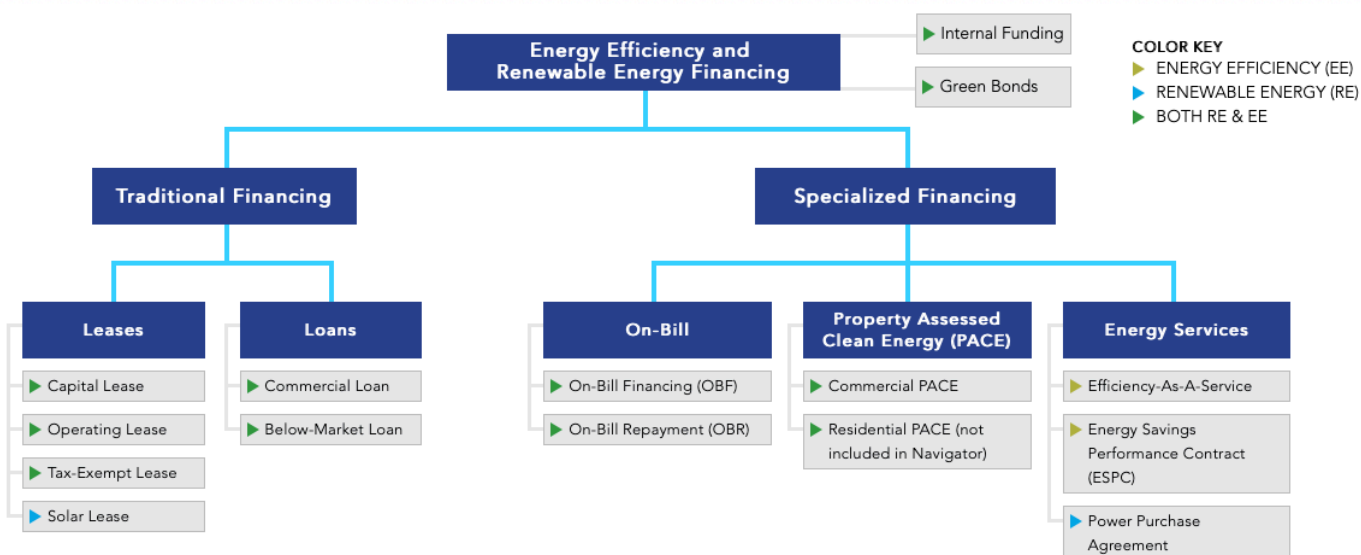 Energy Efficiency and
Renewable Energy Financing
Internal Funding
Green Bonds
COLOR KEY
ENERGY EFFICIENCY (EE)
RENEWABLE ENERGY (RE)
BOTH RE & EE
Traditional Financing
Specialized Financing
Leases
Capital Lease
Operating Lease
Tax-Exempt Lease
Solar Lease
Loans
Commercial Loan
Below-Market Loan
On-Bill
On-Bill Financing (OBF)
On-Bill Repayment (OBR)
Property Assessed
Clean Energy (PACE)
Commercial PACE
Residential PACE (not
included in Navigator)
Energy Services
Efficiency-As-A-Service
Energy Savings
Performance Contract
(ESPC)
Power Purchase
Agreement